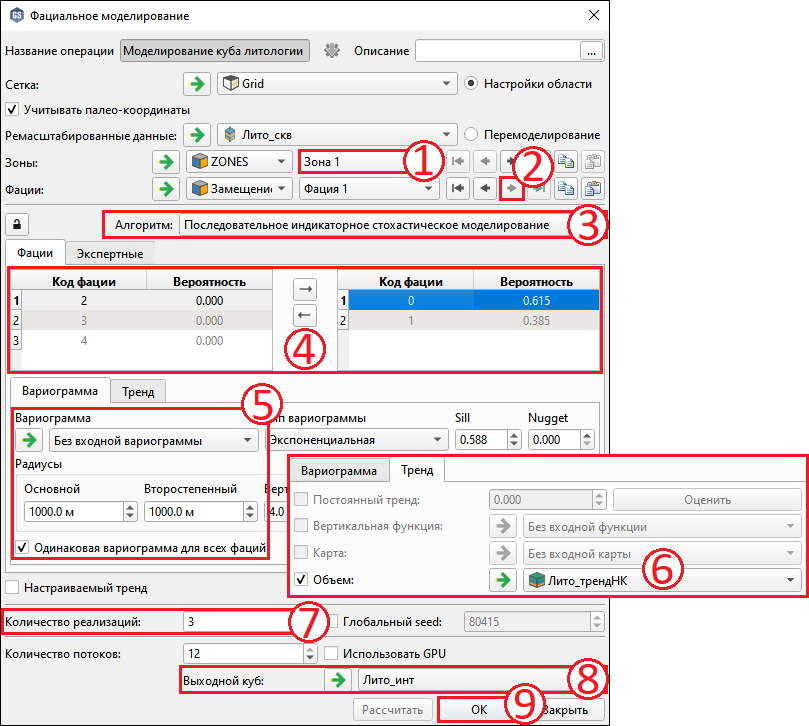 GS Фациальное моделирование
Название операции Моделирование куба литологии Описание ...
Сетка: Grid Настройки области
Учитывать палео-координаты
Ремасштабированные данные: Лито_скв Перемоделирование
Зоны: ZONES Зона 1 1
Фации: Замещени Фация 1 2
Алгоритм: Последовательное индикаторное стохастическое моделирование 3
Фации Экспертные
Код фации Вероятность Код фации Вероятность
1 2 0.000 1 0 0.615
2 3 0.000 2 1 0.385
3 4 0.000
4
Вариограмма Тренд
5
Вариограмма ип вариограммы Sill Nugget
Без входной вариограммы Экспоненциальная 0.588 0.000
Радиусы
Основной Второстепенный Верт
1000.0 м 1000.0 м 4.0
Одинаковая вариограмма для всех фаций
Вариограмма Тренд
Постоянный тренд: 0.000 Оценить
Вертикальная функция: Без входной функции
Карта: Без входной карты
6
Объем: Лито_трендНК
Настраиваемый тренд
Количество реализаций: 3 7 Глобальный seed: 80415
Количество потоков: 12 Использовать GPU
Выходной куб: Лито_инт 8
Рассчитать OK 9 Закрыть